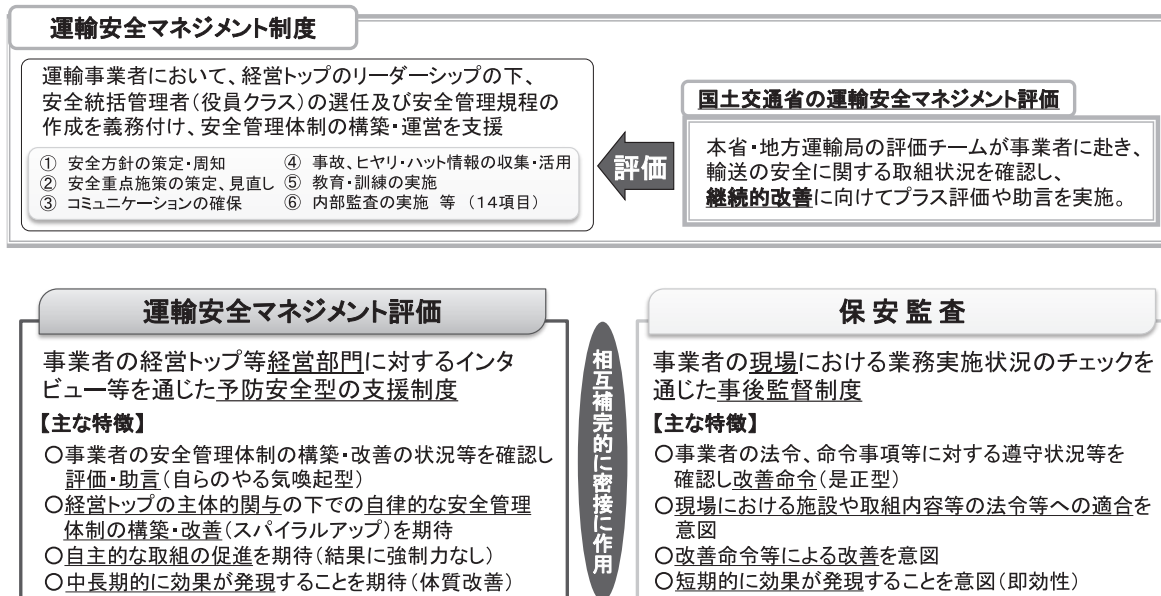 運輸安全マネジメント制度
運輸事業者において、経営トップのリーダーシップの下、
安全統括管理者（役員クラス）の選任及び安全管理規程の
作成を義務付け、安全管理体制の構築・運営を支援
① 安全方針の策定・周知
② 安全重点施策の策定、見直し
③ コミュニケーションの確保
④ 事故、ヒヤリ・ハット情報の収集・活用
⑤ 教育・訓練の実施
⑥ 内部監査の実施 等 （14項目）
評価
国土交通省の運輸安全マネジメント評価
本省・地方運輸局の評価チームが事業者に赴き、
輸送の安全に関する取組状況を確認し、
継続的改善に向けてプラス評価や助言を実施。
運輸安全マネジメント評価
事業者の経営トップ等経営部門に対するインタ
ビュー等を通じた予防安全型の支援制度
【主な特徴】
○事業者の安全管理体制の構築・改善の状況等を確認し
評価・助言（自らのやる気喚起型）
○経営トップの主体的関与の下での自律的な安全管理
体制の構築・改善（スパイラルアップ）を期待
○自主的な取組の促進を期待（結果に強制力なし）
○中長期的に効果が発現することを期待（体質改善）
相互補完的に密接に作用
保安監査
事業者の現場における業務実施状況のチェックを
通じた事後監督制度
【主な特徴】
○事業者の法令、命令事項等に対する遵守状況等を
確認し改善命令（是正型）
○現場における施設や取組内容等の法令等への適合を
意図
○改善命令等による改善を意図
○短期的に効果が発現することを意図（即効性）